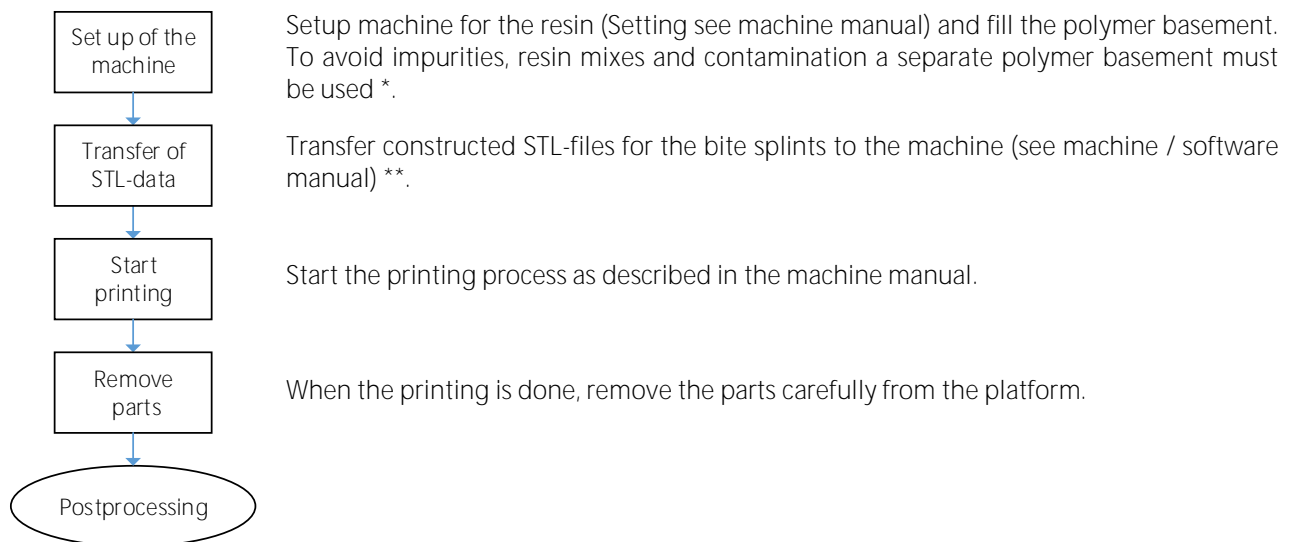 Set up of the
machine
Setup machine for the resin (Setting see machine manual) and fill the polymer basement.
To avoid impurities, resin mixes and contamination a separate polymer basement must
be used *.
Transfer of
STL-data
Transfer constructed STL-files for the bite splints to the machine (see machine / software
manual) **.
Start
printing
Start the printing process as described in the machine manual.
Remove
parts
When the printing is done, remove the parts carefully from the platform.
Postprocessing